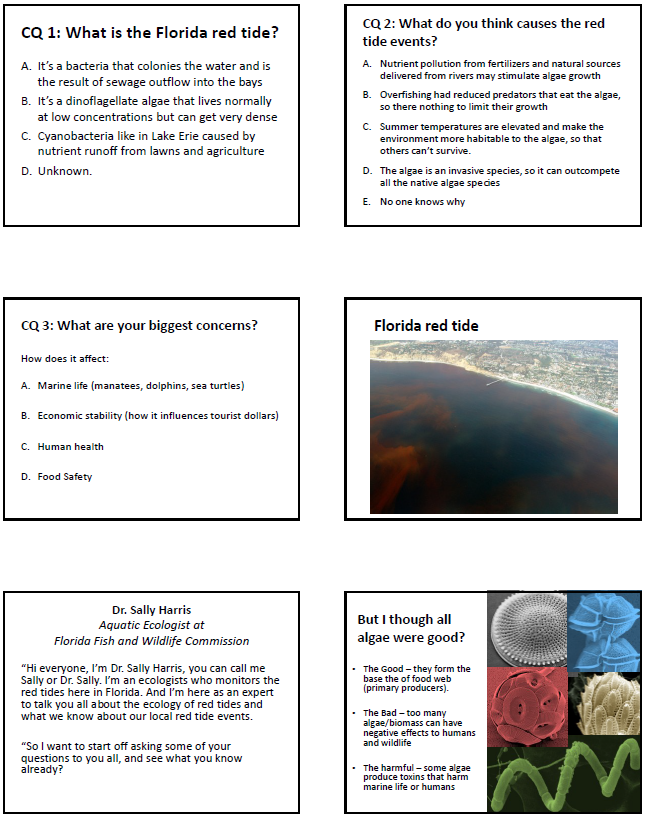 CQ 1: What is the Florida red tide?
A. It’s a bacteria that colonies the water and is
the result of sewage outflow into the bays
B. It’s a dinoflagellate algae that lives normally
at low concentrations but can get very dense
C. Cyanobacteria like in Lake Erie caused by
nutrient runoff from lawns and agriculture
D. Unknown.
CQ 2: What do you think causes the red
tide events?
A. Nutrient pollution from fertilizers and natural sources
delivered from rivers may stimulate algae growth
B. Overfishing had reduced predators that eat the algae,
so there nothing to limit their growth
C. Summer temperatures are elevated and make the
environment more habitable to the algae, so that
others can’t survive.
D. The algae is an invasive species, so it can outcompete
all the native algae species
E. No one knows why
CQ 3: What are your biggest concerns?
How does it affect:
A. Marine life (manatees, dolphins, sea turtles)
B. Economic stability (how it influences tourist dollars)
C. Human health
D. Food Safety
Florida red tide
Dr. Sally Harris
Aquatic Ecologist at
Florida Fish and Wildlife Commission
“Hi everyone, I’m Dr. Sally Harris, you can call me
Sally or Dr. Sally. I’m an ecologists who monitors the
red tides here in Florida. And I’m here as an expert
to talk you all about the ecology of red tides and
what we know about our local red tide events.
“So I want to start off asking some of your
questions to you all, and see what you know
already?
But I though all
algae were good?
• The Good – they form the
base the of food web
(primary producers).
• The Bad – too many
algae/biomass can have
negative effects to humans
and wildlife
• The harmful – some algae
produce toxins that harm
marine life or humans